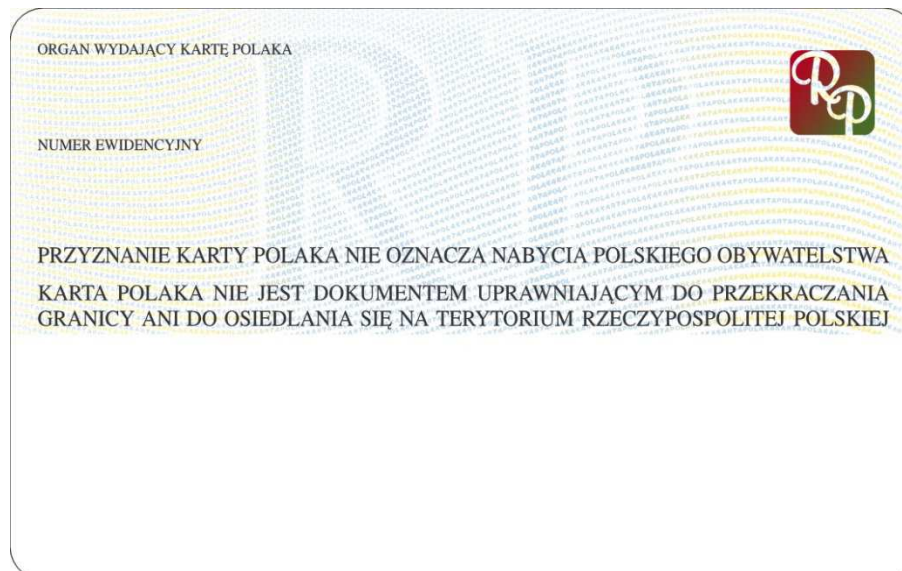 ORGAN WYDAJĄCY KARTĘ POLAKA
RP
NUMER EWIDENCYJNY
PRZYZNANIE KARTY POLAKA NIE OZNACZA NABYCIA POLSKIEGO OBYWATELSTWA
KARTA POLAKA NIE JEST DOKUMENTEM UPRAWNIAJĄCYM DO PRZEKRACZANIA
GRANICY ANI DO OSIEDLANIA SIĘ NA TERYTORIUM RZECZYPOSPOLITEJ POLSKIEJ